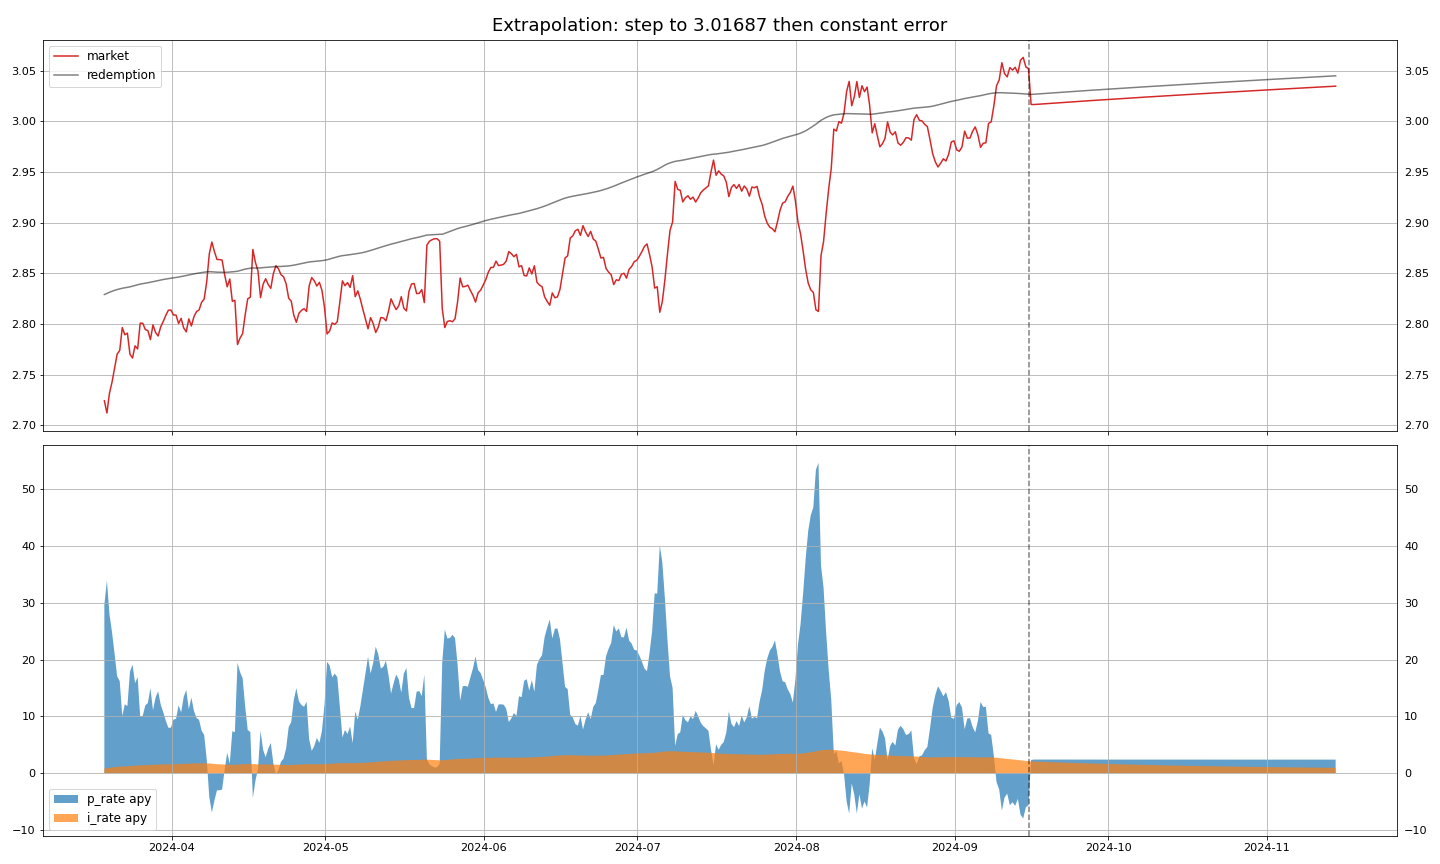 Extrapolation: step to 3.01687 then constant error
market
redemption
3.05 3.05
3.00 3.00
2.95 2.95
2.90 2.90
2.85 2.85
2.80 2.80
2.75 2.75
2.70 2.70
50 50
40 40
30 30
20 20
10 10
0 0
p_rate apy
i_rate apy
−10 −10
2024-04 2024-05 2024-06 2024-07 2024-08 2024-09 2024-10 2024-11